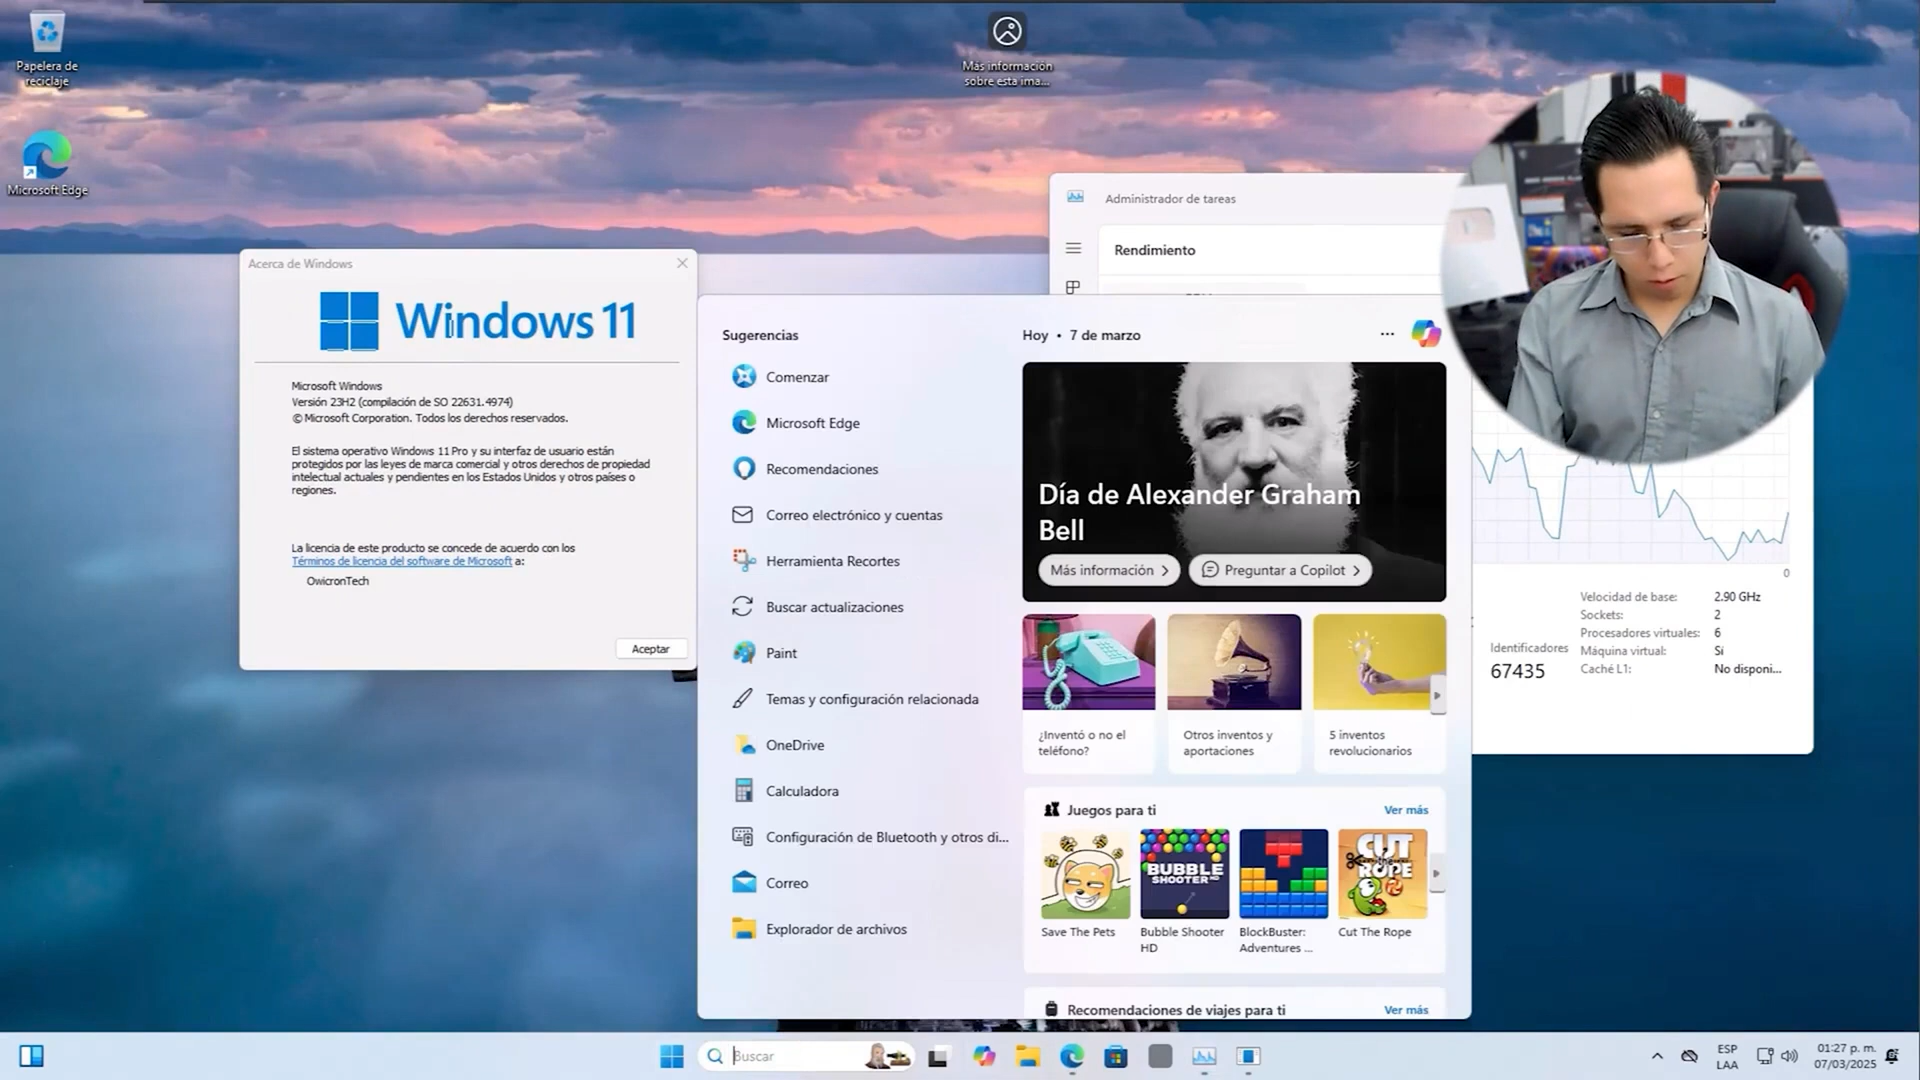 Papelera de
reciclaje
Más información
sobre esta ima...
Microsoft Edge
Administrador de tareas
Rendimiento
Acerca de Windows
Windows 11
Microsoft Windows
Versión 23H2 (compilación de SO 22631.4974)
© Microsoft Corporation. Todos los derechos reservados.
El sistema operativo Windows 11 Pro y su interfaz de usuario están
protegidos por las leyes de marca comercial y otros derechos de propiedad
intelectual actuales y pendientes en los Estados Unidos y otros países o
regiones.
La licencia de este producto se concede de acuerdo con los
Términos de licencia del software de Microsoft a:
OwicronTech
Aceptar
Sugerencias
Comenzar
Microsoft Edge
Recomendaciones
Correo electrónico y cuentas
Herramienta Recortes
Buscar actualizaciones
Paint
Temas y configuración relacionada
OneDrive
Calculadora
Configuración de Bluetooth y otros di...
Correo
Explorador de archivos
Hoy • 7 de marzo
Día de Alexander Graham
Bell
Más información
Preguntar a Copilot
¿Inventó o no el
teléfono?
Otros inventos y
aportaciones
5 inventos
revolucionarios
Juegos para ti
Ver más
CUT
the
ROPE
BUBBLE
SHOOTER HD
Save The Pets
Bubble Shooter
HD
BlockBuster:
Adventures ...
Cut The Rope
Recomendaciones de viajes para ti
Ver más
0
Identificadores
67435
Velocidad de base: 2.90 GHz
Sockets: 2
Procesadores virtuales: 6
Máquina virtual: Sí
Caché L1: No disponi...
Buscar
ESP
LAA
01:27 p. m.
07/03/2025